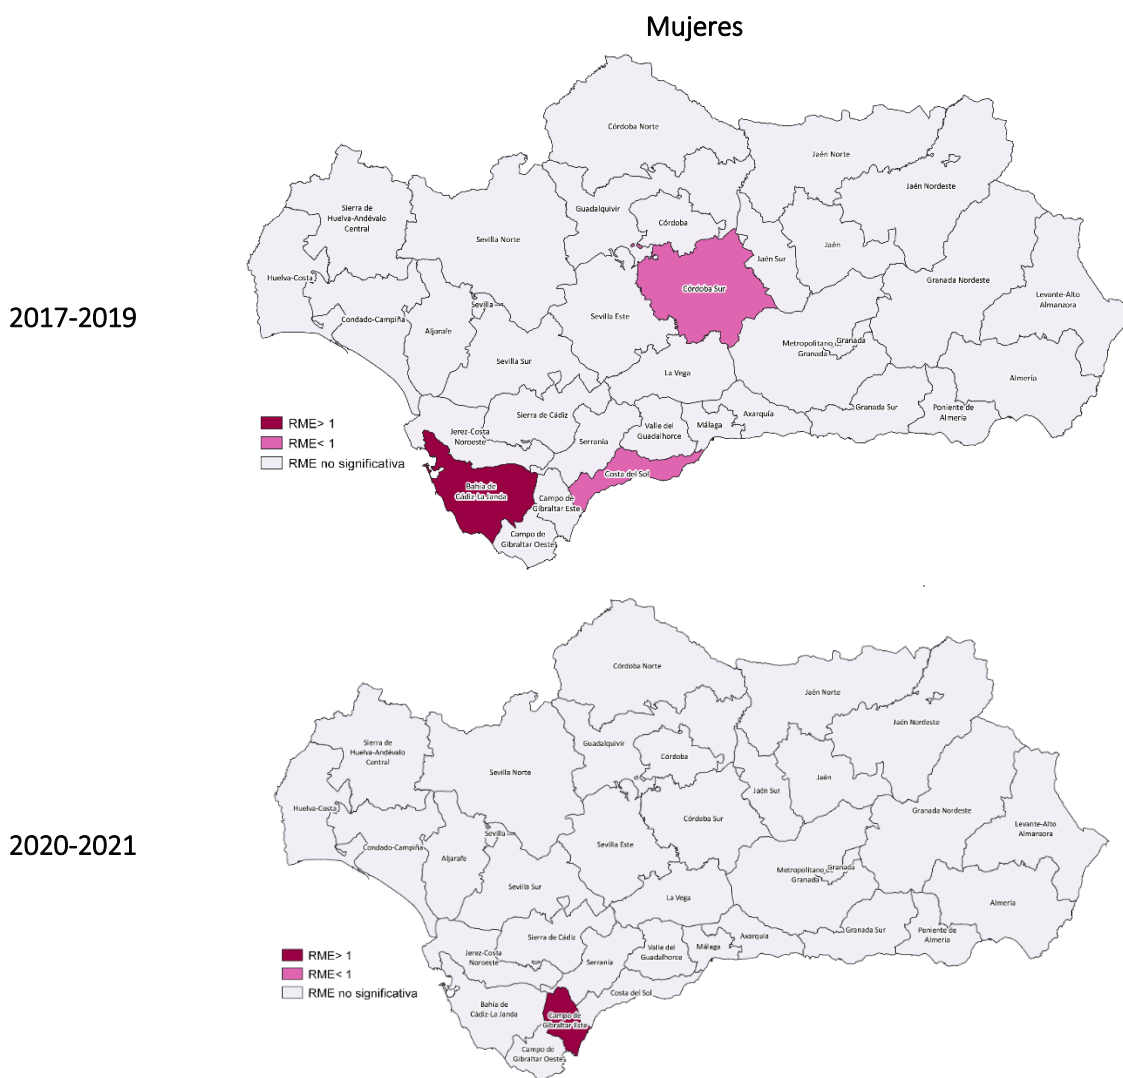 Mujeres
Córdoba Norte
Jaén Norte
Jaén Nordeste
Sierra de
Huelva-Andévalo
Central
Guadalquivir
Córdoba
Sevilla Norte
Jaén
Jaén Sur
Huelva-Costa
Granada Nordeste
Córdoba Sur
Levante-Alto
Almanzora
Sevilla
2017-2019
Condado-Campiña
Aljarafe
Sevilla Este
Metropolitano de
Granada
Granada
Sevilla Sur
La Vega
Almería
Sierra de Cádiz
Axarquía
Granada Sur
Poniente de
Almería
RME> 1
RME< 1
RME no significativa
Jerez-Costa
Noroeste
Serranía
Valle del
Guadalhorce
Málaga
Costa del Sol
Bahía de
Cádiz-La Janda
Campo de
Gibraltar Este
Campo de
Gibraltar Oeste
Córdoba Norte
Jaén Norte
Jaén Nordeste
Sierra de
Huelva-Andévalo
Central
Guadalquivir
Córdoba
Sevilla Norte
Jaén
Jaén Sur
Huelva-Costa
Granada Nordeste
Córdoba Sur
Levante-Alto
Almanzora
Sevilla
2020-2021
Condado-Campiña
Aljarafe
Sevilla Este
Metropolitano de
Granada
Granada
Sevilla Sur
La Vega
Almería
Sierra de Cádiz
Axarquía
Granada Sur
Poniente de
Almería
RME> 1
RME< 1
RME no significativa
Jerez-Costa
Noroeste
Serranía
Valle del
Guadalhorce
Málaga
Costa del Sol
Bahía de
Cádiz-La Janda
Campo de
Gibraltar Este
Campo de
Gibraltar Oeste